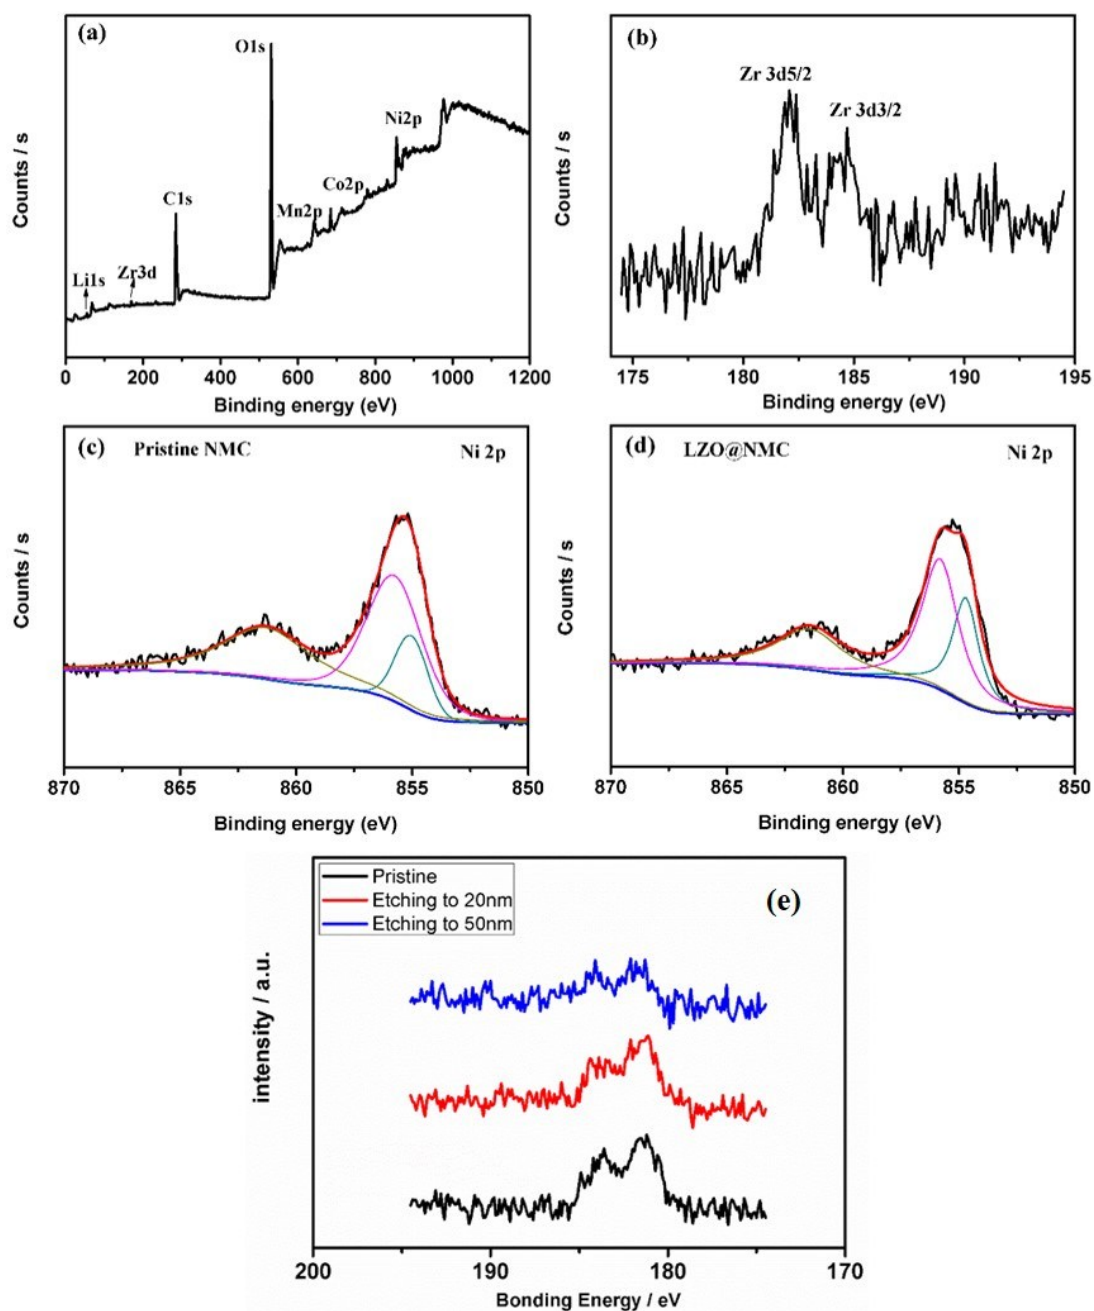 (a)
O1s
Ni2p
C1s
Co2p
Mn2p
Li1s
Zr3d
Counts / s
0 200 400 600 800 1000 1200
Binding energy (eV)
(b)
Zr 3d5/2
Zr 3d3/2
Counts / s
175 180 185 190 195
Binding energy (eV)
(c) Pristine NMC Ni 2p
Counts / s
870 865 860 855 850
Binding energy (eV)
(d) LZO@NMC Ni 2p
Counts / s
870 865 860 855 850
Binding energy (eV)
Pristine
Etching to 20nm
Etching to 50nm
(e)
intensity / a.u.
200 190 180 170
Bonding Energy / eV